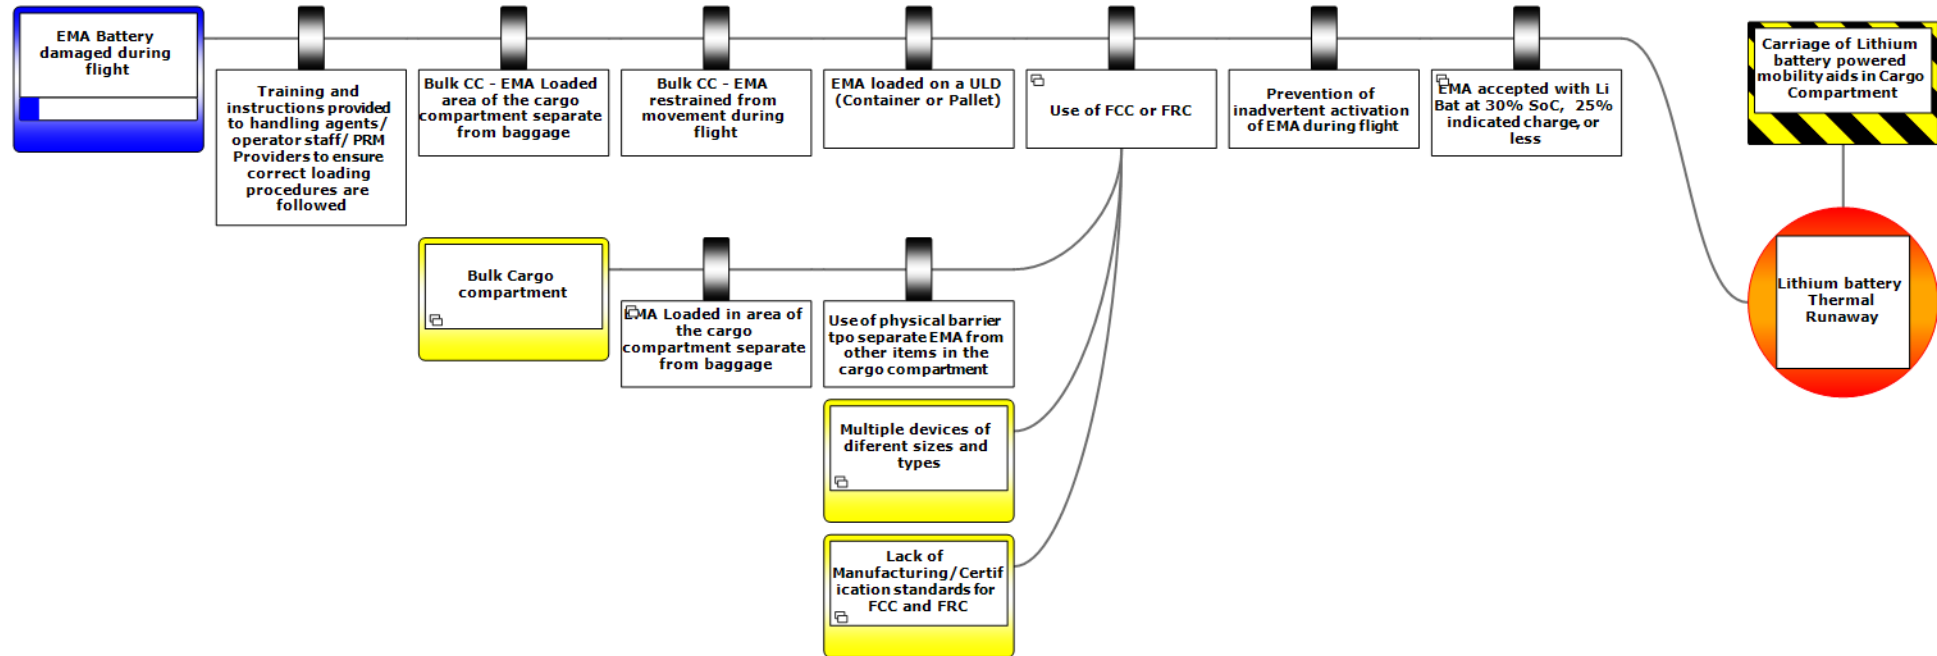 EMA Battery
damaged during
flight
Training and
instructions provided
to handling agents/
operator staff/ PRM
Providers to ensure
correct loading
procedures are
followed
Bulk CC - EMA Loaded
area of the cargo
compartment separate
from baggage
Bulk CC - EMA
restrained from
movement during
flight
EMA loaded on a ULD
(Container or Pallet)
Use of FCC or FRC
Prevention of
inadvertent activation
of EMA during flight
EMA accepted with Li
Bat at 30% SoC, 25%
indicated charge, or
less
Carriage of Lithium
battery powered
mobility aids in Cargo
Compartment
Lithium battery
Thermal
Runaway
Bulk Cargo
compartment
EMA Loaded in area of
the cargo
compartment separate
from baggage
Use of physical barrier
tpo separate EMA from
other items in the
cargo compartment
Multiple devices of
diferent sizes and
types
Lack of
Manufacturing/Certif
ication standards for
FCC and FRC